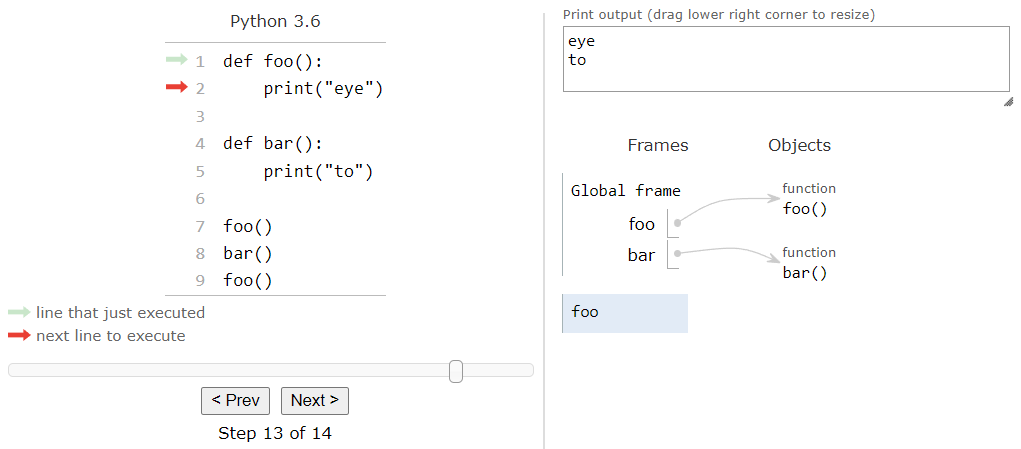 Python 3.6
1 def foo():
2     print("eye")
3
4 def bar():
5     print("to")
6
7 foo()
8 bar()
9 foo()
line that just executed
next line to execute
< Prev Next >
Step 13 of 14
Print output (drag lower right corner to resize)
eye
to
Frames Objects
Global frame
foo
bar
function
foo()
function
bar()
foo